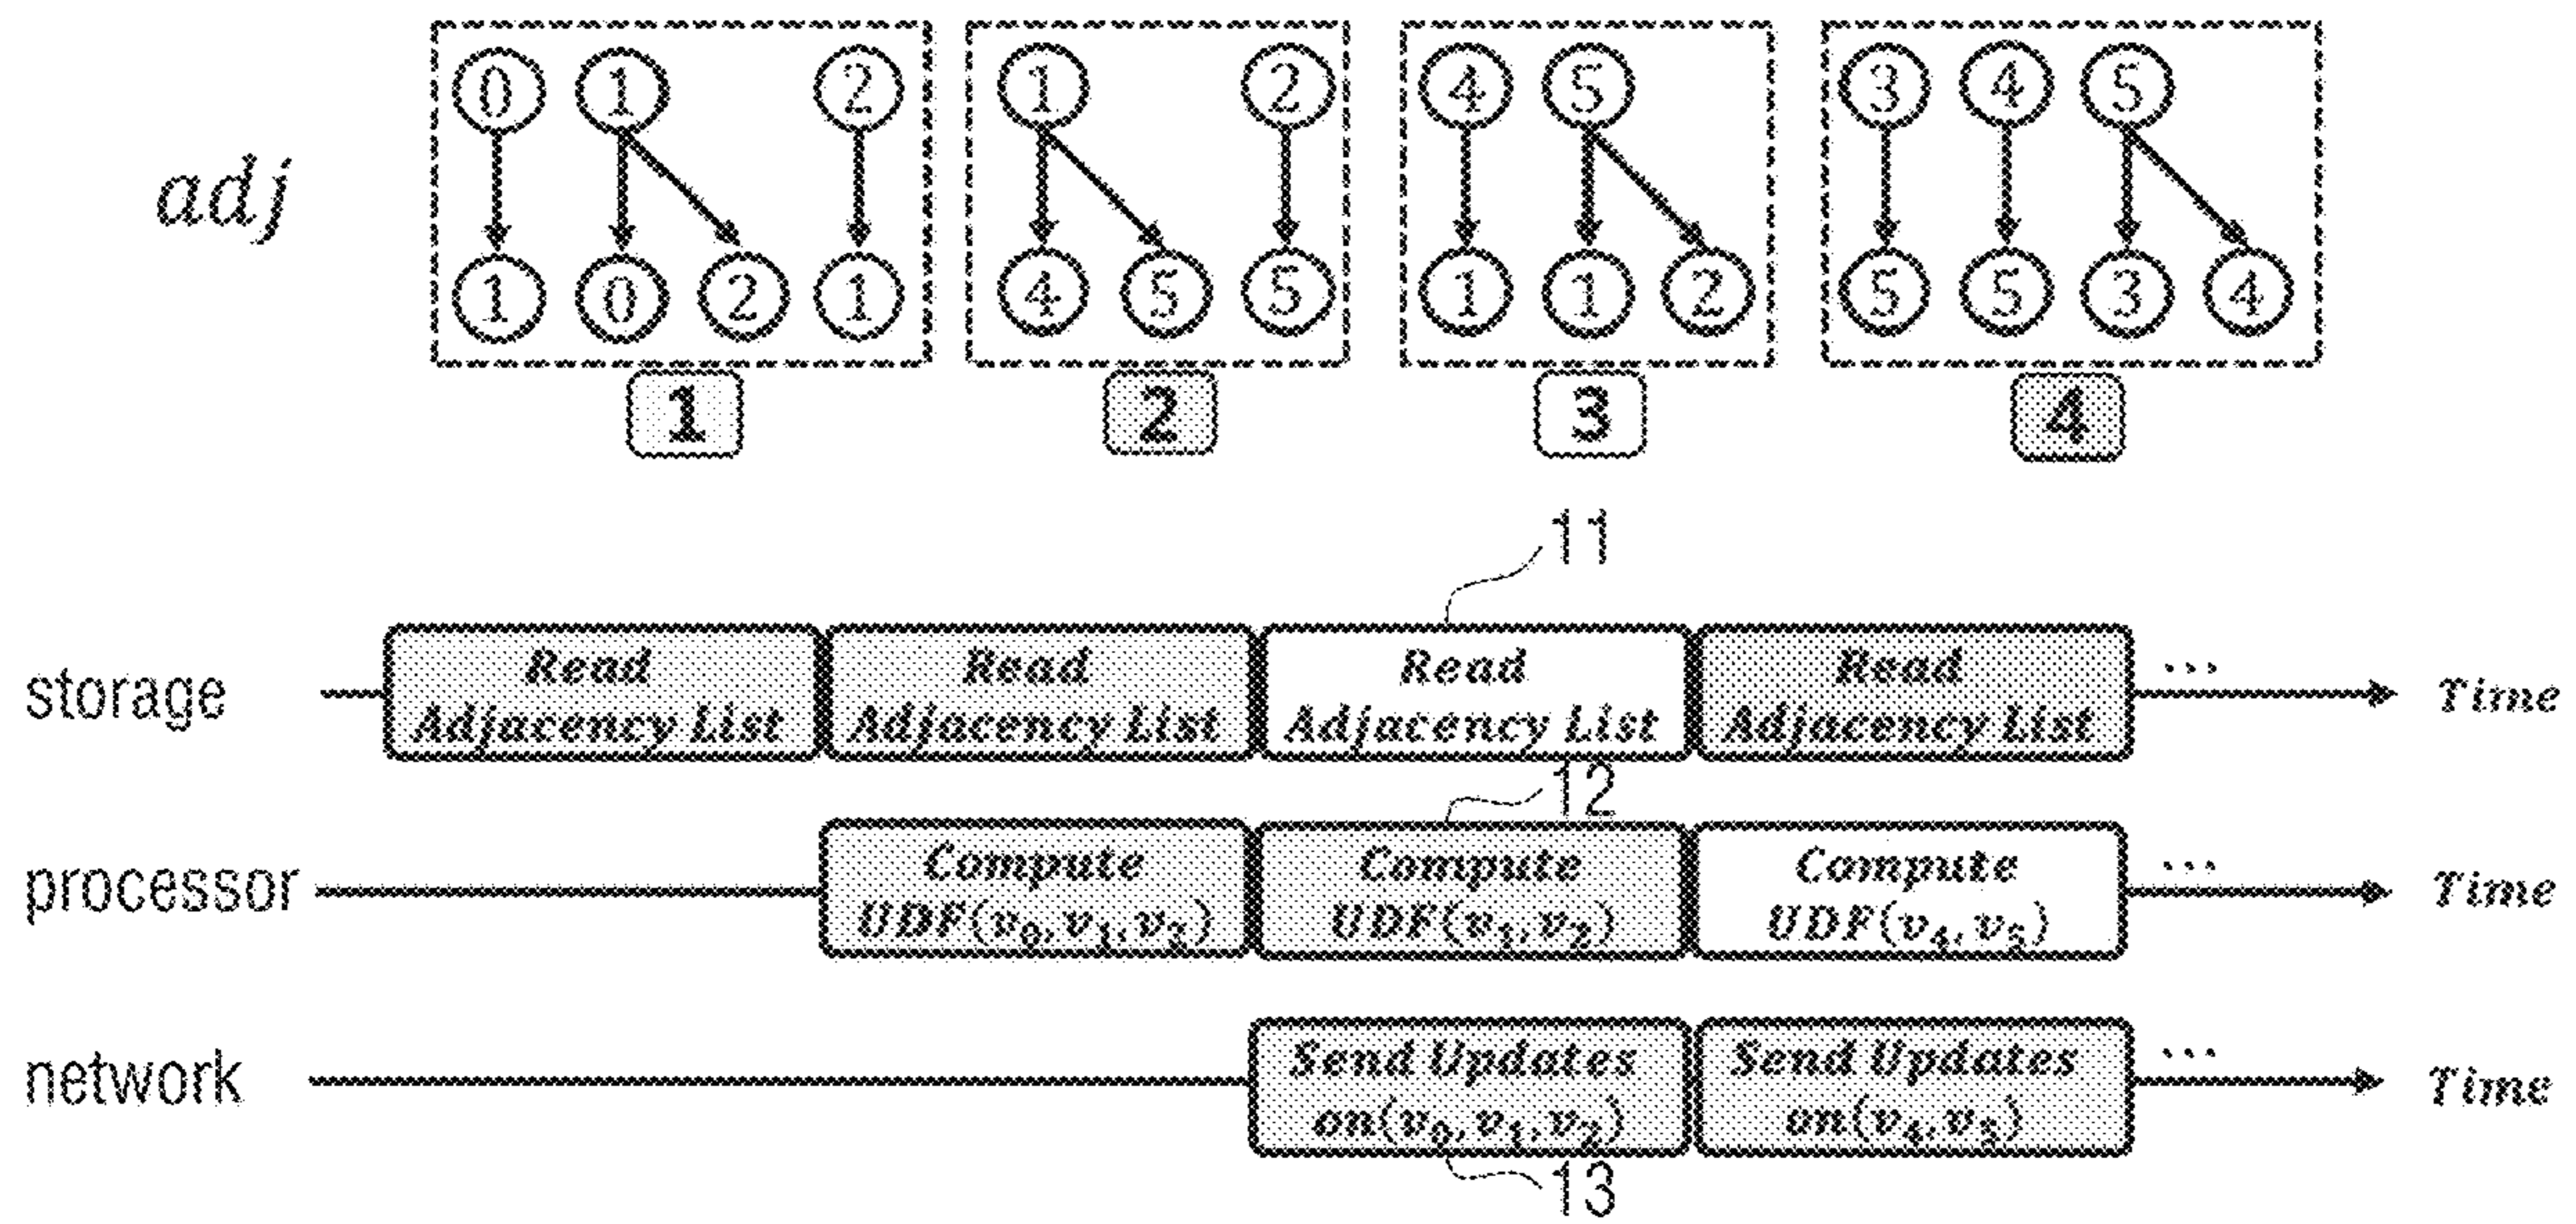 0 1 2 1 2 4 5 3 4 5
adj
1 0 2 1 4 5 5 1 1 2 5 5 3 4
1 2 3 4
11
storage Read Read Read Read ... Time
Adjacency List Adjacency List Adjacency List Adjacency List
12
processor Compute Compute Compute ... Time
UDF(v0,v1,v2) UDF(v1,v2) UDF(v4,v5)
network Send Updates Send Updates ... Time
on(v0,v1,v2) on(v4,v5)
13